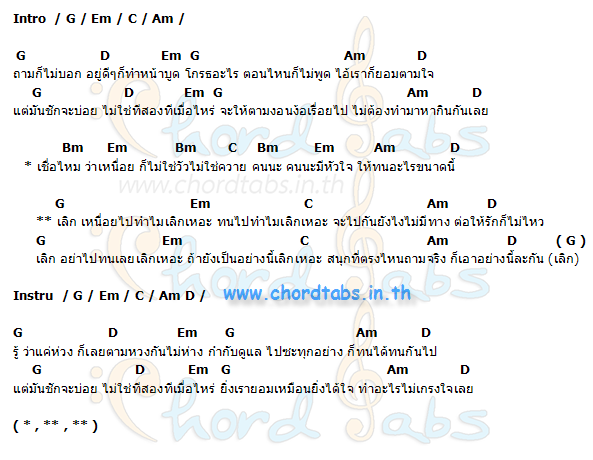 Intro / G / Em / C / Am /
G D Em G Am D
ถามก็ไม่บอก อยู่ดีๆก็ทำหน้าบูด โกรธอะไร ตอนไหนก็ไม่พูด ไอ้เราก็ยอมตามใจ
G D Em G Am D
แต่มันชักจะบ่อย ไม่ใช่ที่สองที่เมื่อไหร่ จะให้ตามงอนง้อเรื่อยไป ไม่ต้องทำมาหากินกันเลย
Bm Em Bm C Bm Em Am D
* เชื่อไหม ว่าเหนื่อย ก็ไม่ใช่วัวไม่ใช่ควาย คนนะ คนนะมีหัวใจ ให้ทนอะไรขนาดนี้
www.chordtabs.in.th
G Em C Am D
** เลิก เหนื่อยไปทำไมเลิกเหอะ ทนไปทำไมเลิกเหอะ จะไปกันยังไงไม่มีทาง ต่อให้รักก็ไม่ไหว
G Em C Am D ( G )
เลิก อย่าไปทนเลยเลิกเหอะ ถ้ายังเป็นอย่างนี้เลิกเหอะ สนุกที่ตรงไหนถามจริง ก็เอาอย่างนี้ละกัน (เลิก)
Instru / G / Em / C / Am D /
www.chordtabs.in.th
G D Em G Am D
รู้ ว่าแค่ห่วง ก็เลยตามหวงกันไม่ห่าง กำกับดูแล ไปซะทุกอย่าง ก็ทนได้ทนกันไป
G D Em G Am D
แต่มันชักจะบ่อย ไม่ใช่ที่สองที่เมื่อไหร่ ยิ่งเรายอมเหมือนยิ่งได้ใจ ทำอะไรไม่เกรงใจเลย
( * , ** , ** )
Chord Tabs